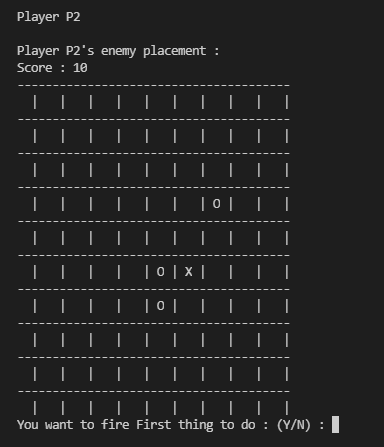 Player P2
Player P2's enemy placement :
Score : 10
---------------------------------------
  |   |   |   |   |   |   |   |   |   |
---------------------------------------
  |   |   |   |   |   |   |   |   |   |
---------------------------------------
  |   |   |   |   |   |   |   |   |   |
---------------------------------------
  |   |   |   |   |   |   | O |   |   |
---------------------------------------
  |   |   |   |   |   |   |   |   |   |
---------------------------------------
  |   |   |   |   | O | X |   |   |   |
---------------------------------------
  |   |   |   |   | O |   |   |   |   |
---------------------------------------
  |   |   |   |   |   |   |   |   |   |
---------------------------------------
  |   |   |   |   |   |   |   |   |   |
---------------------------------------
  |   |   |   |   |   |   |   |   |   |
You want to fire First thing to do : (Y/N) :